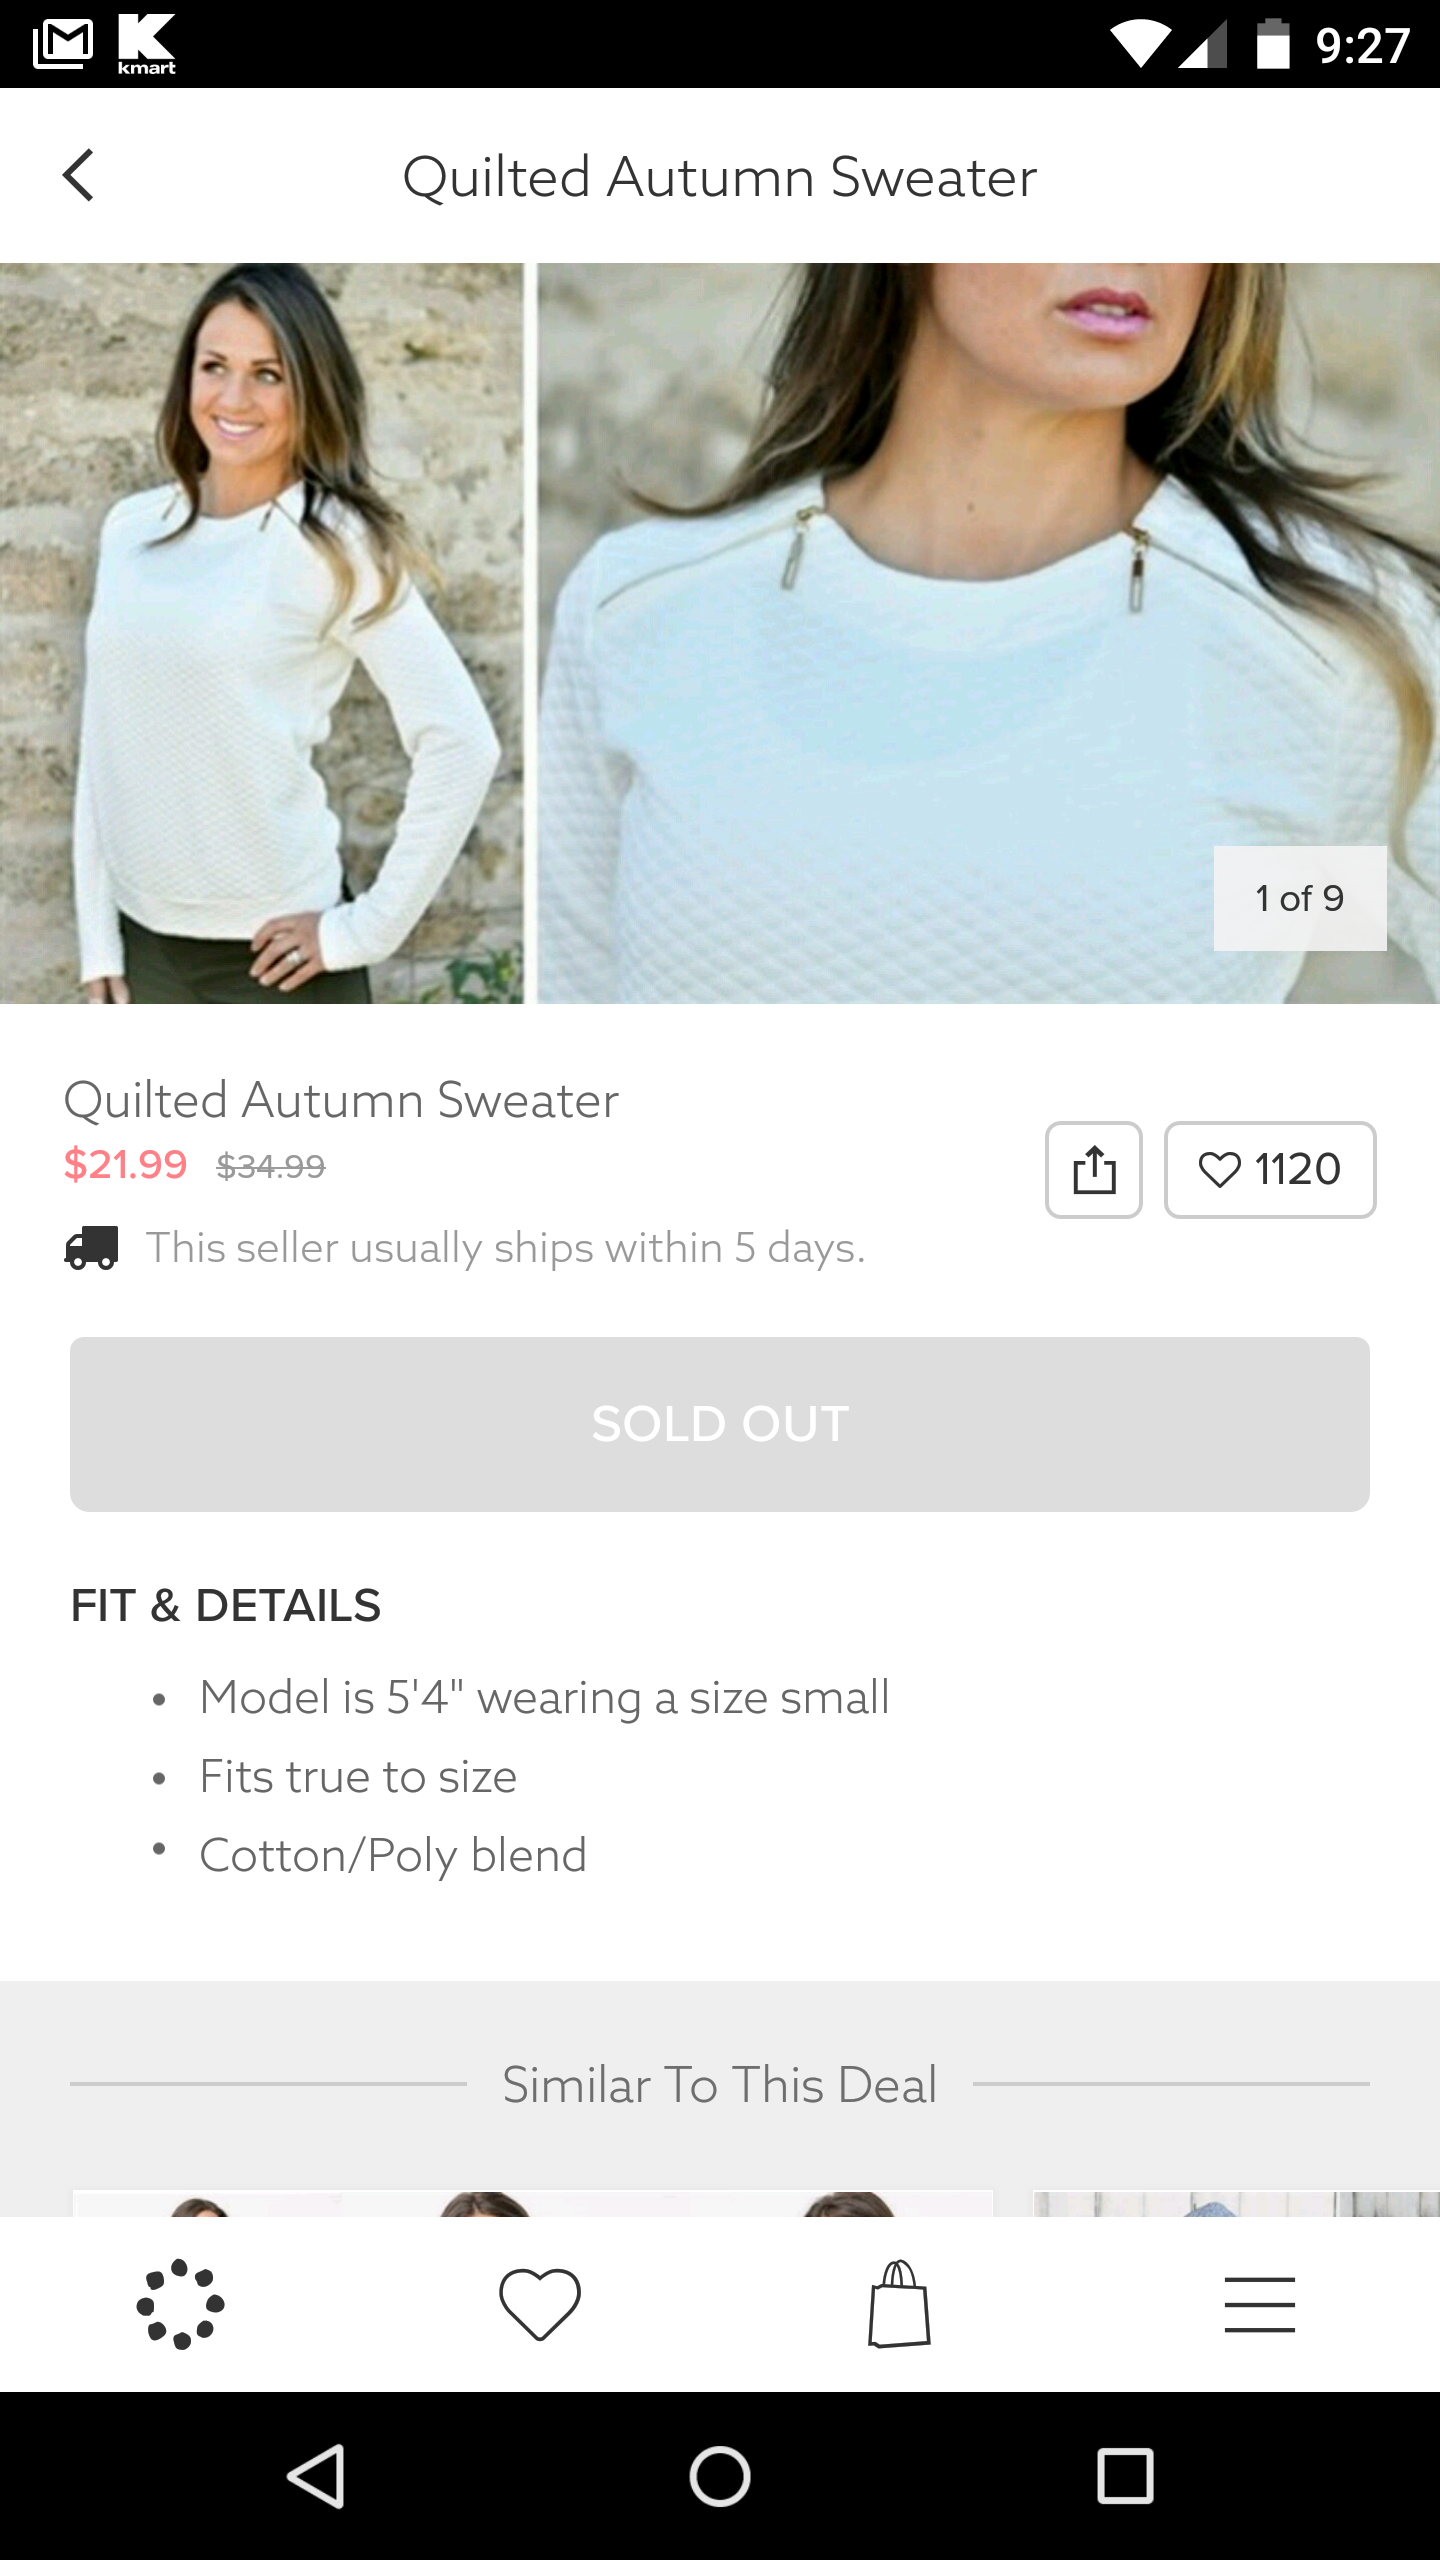 kmart
9:27
Quilted Autumn Sweater
1 of 9
Quilted Autumn Sweater
$21.99 $34.99
1120
This seller usually ships within 5 days.
SOLD OUT
FIT & DETAILS
• Model is 5'4" wearing a size small
• Fits true to size
• Cotton/Poly blend
Similar To This Deal